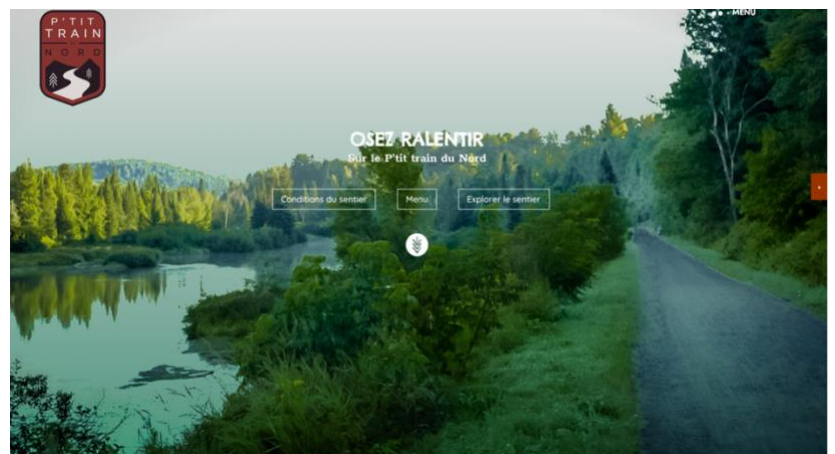 P'TIT
TRAIN
NORD
MENU
OSEZ RALENTIR
Sur le P'tit train du Nord
Conditions du sentier
Menu
Explorer le sentier